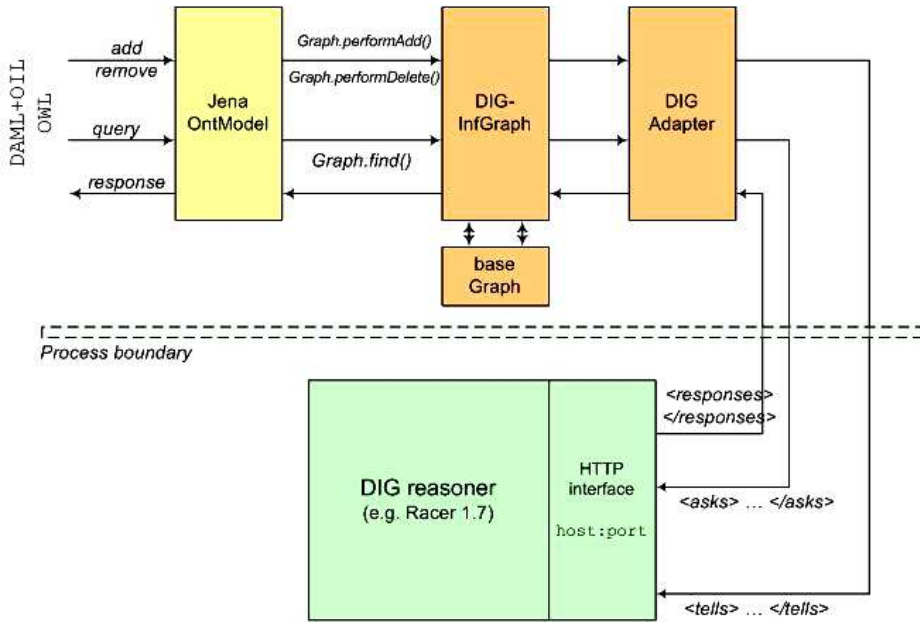 DAML+OIL
OWL
add
remove
query
response
Jena
OntModel
Graph.performAdd()
Graph.performDelete()
Graph.find()
DIG-
InfGraph
DIG
Adapter
base
Graph
Process boundary
DIG reasoner
(e.g. Racer 1.7)
HTTP
interface
host:port
<responses>
</responses>
<asks> ... </asks>
<tells> ... </tells>